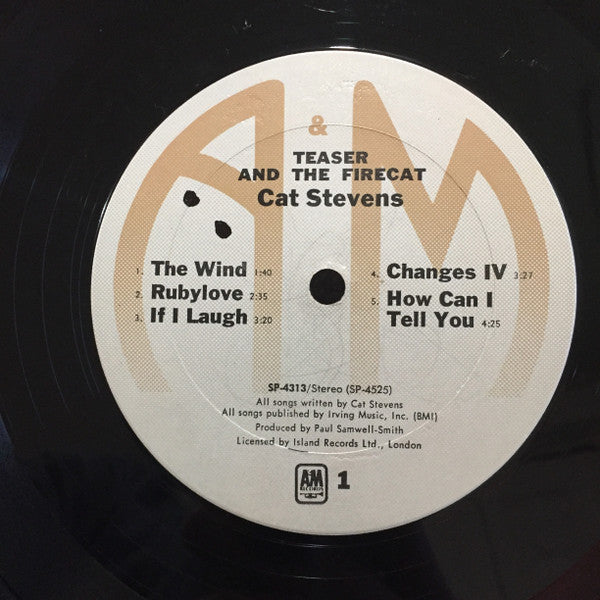 &
A M
TEASER
AND THE FIRECAT
Cat Stevens
1. The Wind 1:40
2. Rubylove 2:35
3. If I Laugh 3:20
4. Changes IV 3:27
5. How Can I
Tell You 4:25
SP-4313/Stereo (SP-4525)
All songs written by Cat Stevens
All songs published by Irving Music, Inc. (BMI)
Produced by Paul Samwell-Smith
Licensed by Island Records Ltd., London
A&M
RECORDS
1